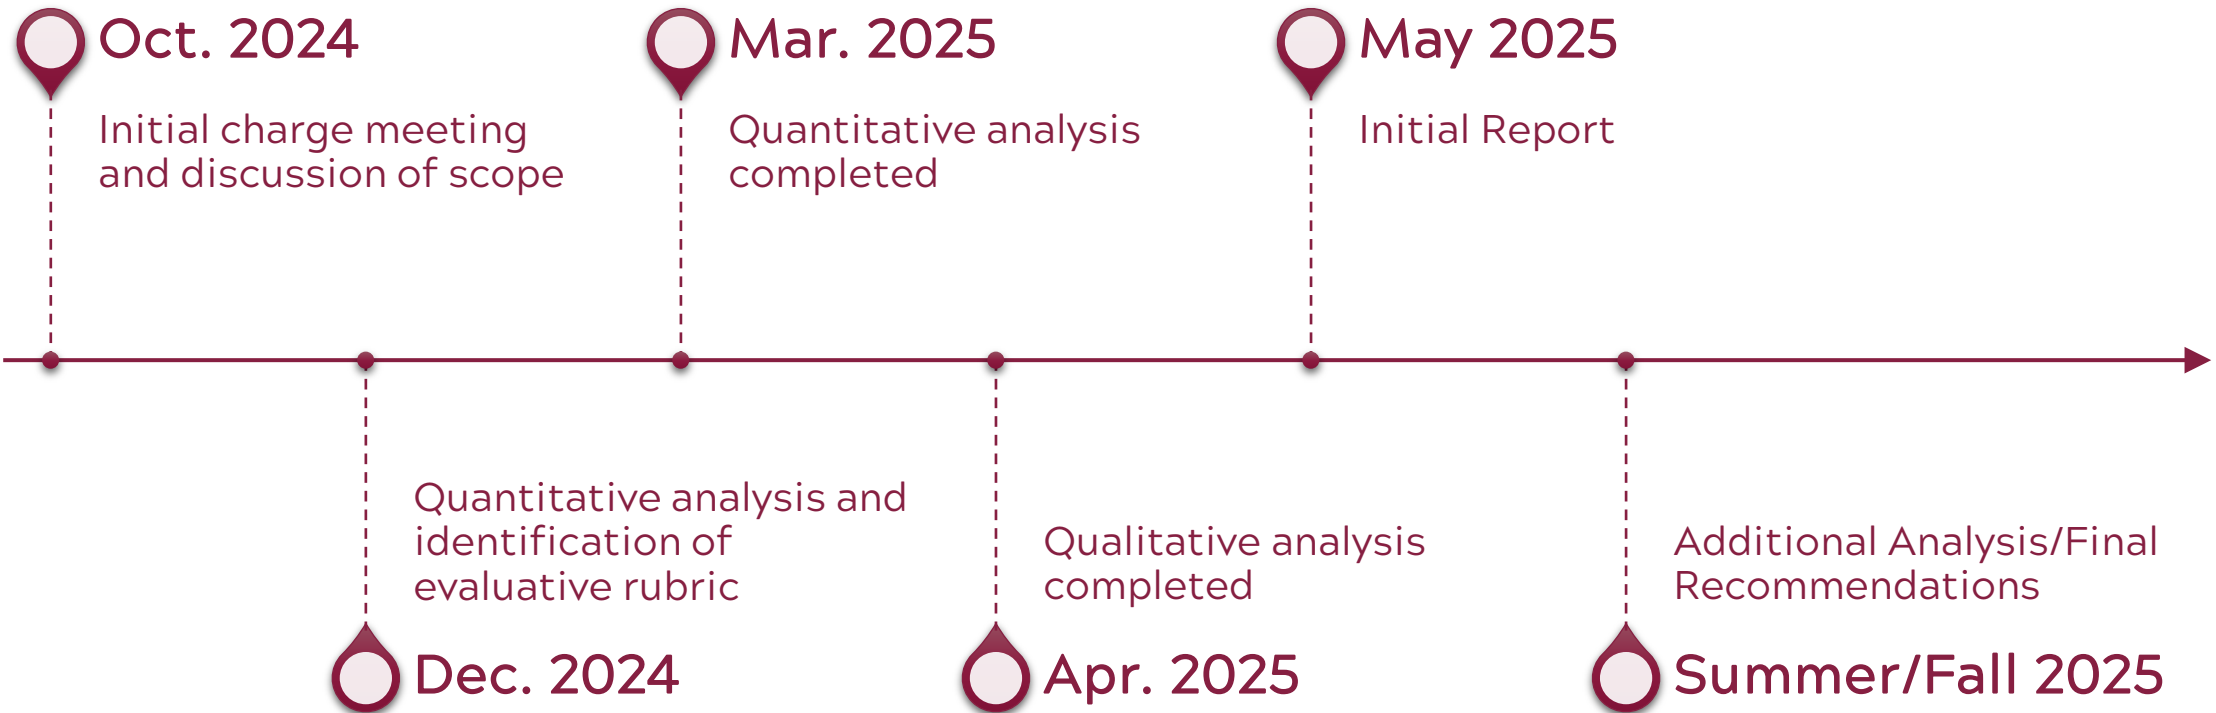 Oct. 2024
Initial charge meeting
and discussion of scope
Quantitative analysis and
identification of
evaluative rubric
Dec. 2024
Mar. 2025
Quantitative analysis
completed
Qualitative analysis
completed
Apr. 2025
May 2025
Initial Report
Additional Analysis/Final
Recommendations
Summer/Fall 2025